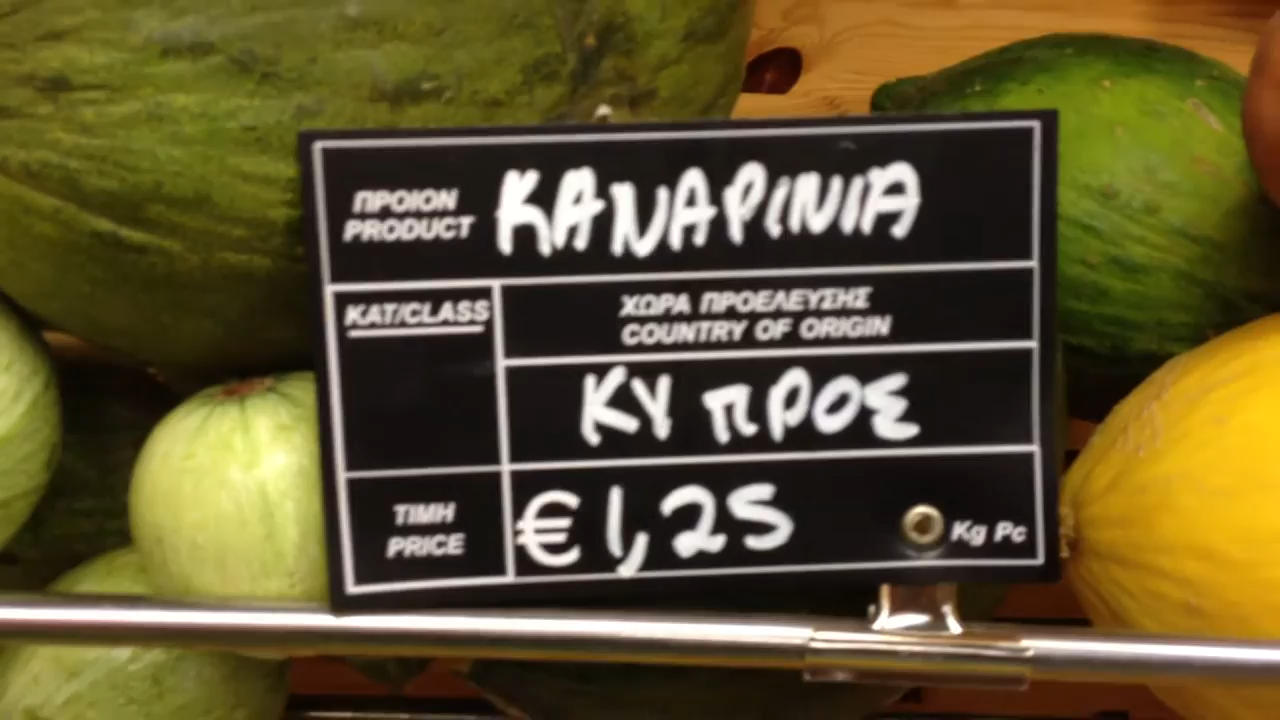 ΠΡΟΙΟΝ
PRODUCT
ΚΑΝΑΡΙΝΙΑ
ΚΑΤ/CLASS
ΧΩΡΑ ΠΡΟΕΛΕΥΣΗΣ
COUNTRY OF ORIGIN
ΚΥΠΡΟΣ
ΤΙΜΗ
PRICE
€1,25
Kg Pc